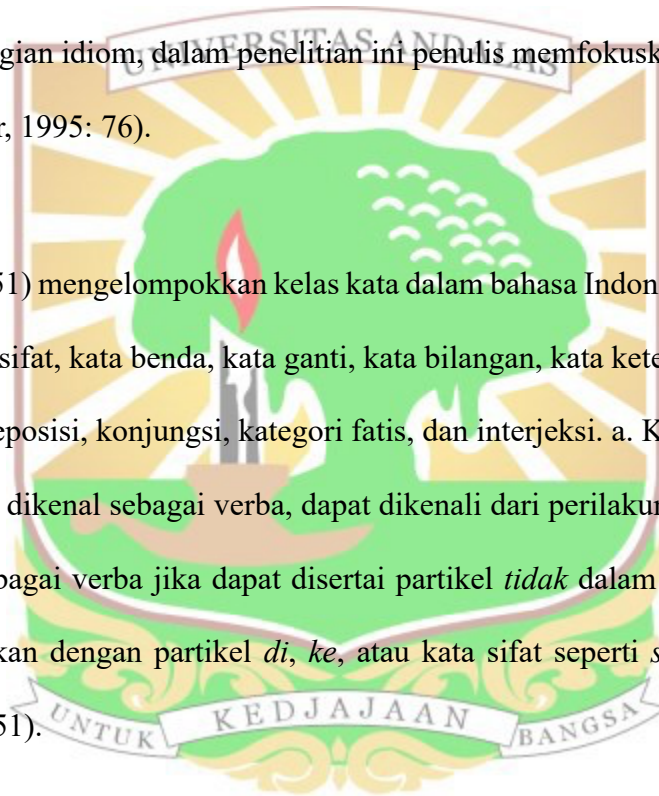 UNIVERSITAS ANDALAS
gian idiom, dalam penelitian ini penulis memfokusk
r, 1995: 76).
51) mengelompokkan kelas kata dalam bahasa Indon
sifat, kata benda, kata ganti, kata bilangan, kata kete
eposisi, konjungsi, kategori fatis, dan interjeksi. a. K
dikenal sebagai verba, dapat dikenali dari perilakun
bagai verba jika dapat disertai partikel tidak dalam
kan dengan partikel di, ke, atau kata sifat seperti s
51).
UNTUK KEDJAJAAN BANGSA